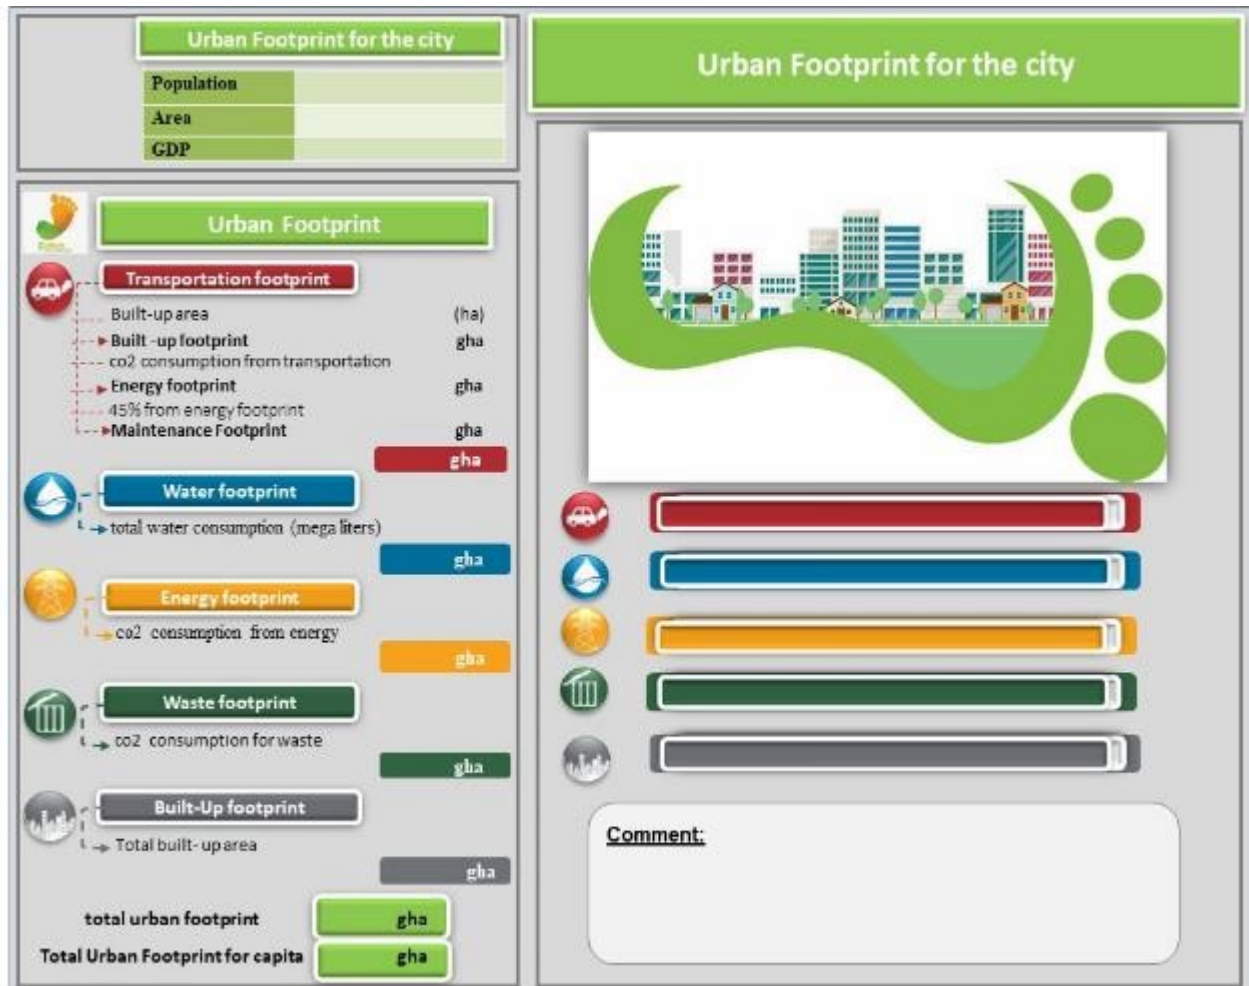 Urban Footprint for the city
Population
Area
GDP
Urban Footprint
Transportation footprint
Built-up area (ha)
Built -up footprint gha
co2 consumption from transportation
Energy footprint gha
45% from energy footprint
Maintenance Footprint gha
gha
Water footprint
total water consumption (mega liters)
gha
Energy footprint
co2 consumption from energy
gha
Waste footprint
co2 consumption for waste
gha
Built-Up footprint
Total built- up area
gha
total urban footprint gha
Total Urban Footprint for capita gha
Urban Footprint for the city
Comment: